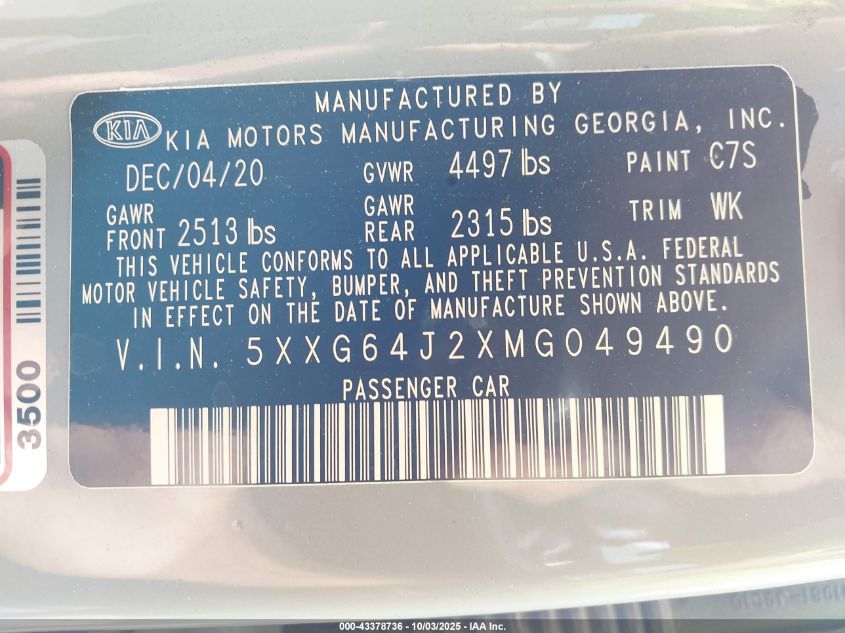 MANUFACTURED BY
KIA KIA MOTORS MANUFACTURING GEORGIA, INC.
DEC/04/20 GVWR 4497 lbs PAINT C7S
GAWR FRONT 2513 lbs GAWR REAR 2315 lbs TRIM WK
THIS VEHICLE CONFORMS TO ALL APPLICABLE U.S.A. FEDERAL
MOTOR VEHICLE SAFETY, BUMPER, AND THEFT PREVENTION STANDARDS
IN EFFECT ON THE DATE OF MANUFACTURE SHOWN ABOVE.
V.I.N. 5XXG64J2XMG049490
PASSENGER CAR
3500
000-43378736 - 10/03/2025 - IAA Inc.